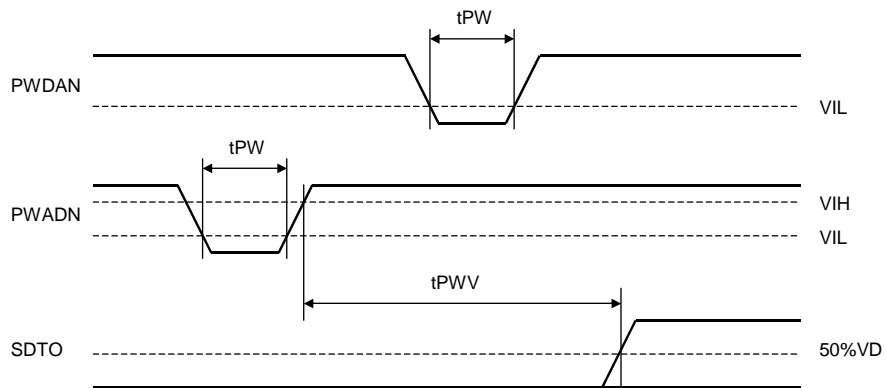 tPW
PWDAN
VIL
tPW
PWADN
VIH
VIL
tPWV
SDTO
50%VD